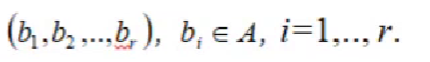 (b₁,b₂,..,bᵣ), bᵢ ∈ A, i=1,.., r.